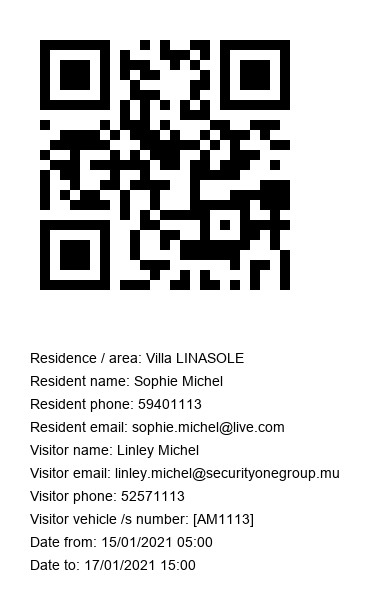 Residence / area: Villa LINASOLE
Resident name: Sophie Michel
Resident phone: 59401113
Resident email: sophie.michel@live.com
Visitor name: Linley Michel
Visitor email: linley.michel@securityonegroup.mu
Visitor phone: 52571113
Visitor vehicle /s number: [AM1113]
Date from: 15/01/2021 05:00
Date to: 17/01/2021 15:00